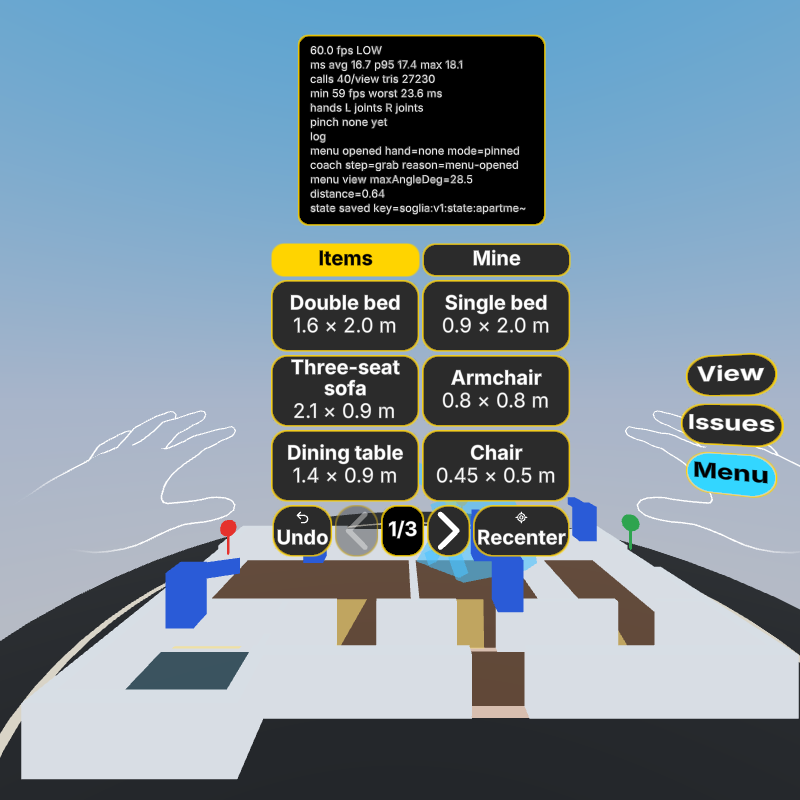 60.0 fps LOW
ms avg 16.7 p95 17.4 max 18.1
calls 40/view tris 27230
min 59 fps worst 23.6 ms
hands L joints R joints
pinch none yet
log
menu opened hand=none mode=pinned
coach step=grab reason=menu-opened
menu view maxAngleDeg=28.5
distance=0.64
state saved key=soglia:v1:state:apartme~
Items
Mine
Double bed
1.6 × 2.0 m
Single bed
0.9 × 2.0 m
Three-seat
sofa
2.1 × 0.9 m
Armchair
0.8 × 0.8 m
Dining table
1.4 × 0.9 m
Chair
0.45 × 0.5 m
Undo
1/3
Recenter
View
Issues
Menu